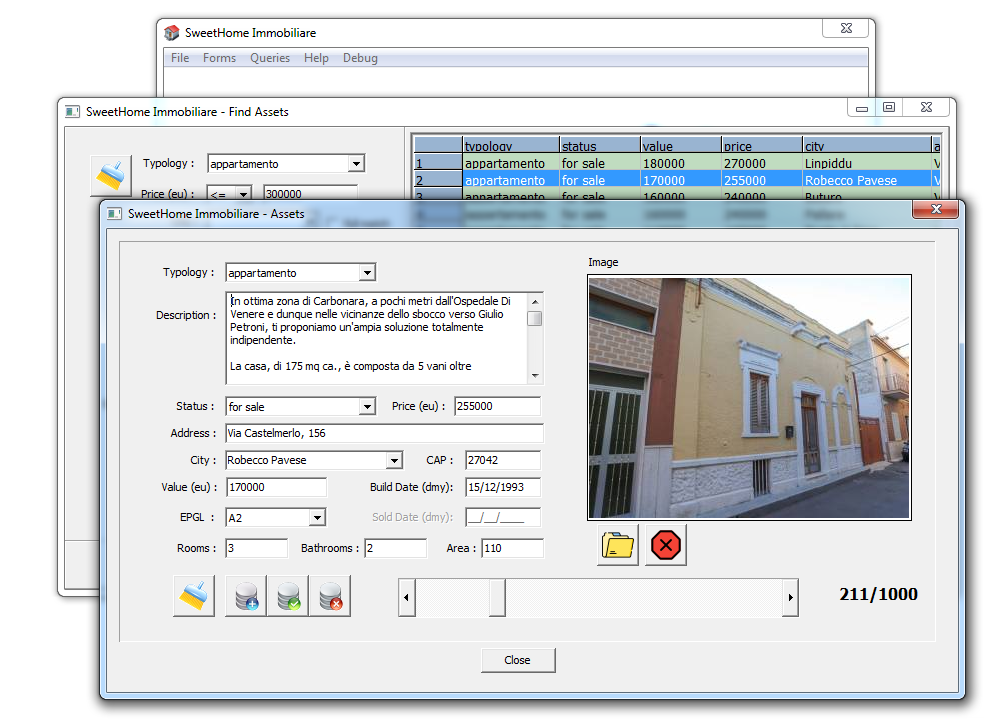 SweetHome Immobiliare
File Forms Queries Help Debug
SweetHome Immobiliare - Find Assets
Typology : appartamento
Price (eu) : <= 300000
typology status value price city
1 appartamento for sale 180000 270000 Linpiddu
2 appartamento for sale 170000 255000 Robecco Pavese
3 appartamento for sale 160000 240000 Buturo
SweetHome Immobiliare - Assets
Typology : appartamento
Image
Description :
In ottima zona di Carbonara, a pochi metri dall'Ospedale Di
Venere e dunque nelle vicinanze dello sbocco verso Giulio
Petroni, ti proponiamo un'ampia soluzione totalmente
indipendente.
La casa, di 175 mq ca., è composta da 5 vani oltre
Status : for sale Price (eu) : 255000
Address : Via Castelmerlo, 156
City : Robecco Pavese CAP : 27042
Value (eu) : 170000 Build Date (dmy): 15/12/1993
EPGL : A2 Sold Date (dmy): __/__/____
Rooms : 3 Bathrooms : 2 Area : 110
211/1000
Close